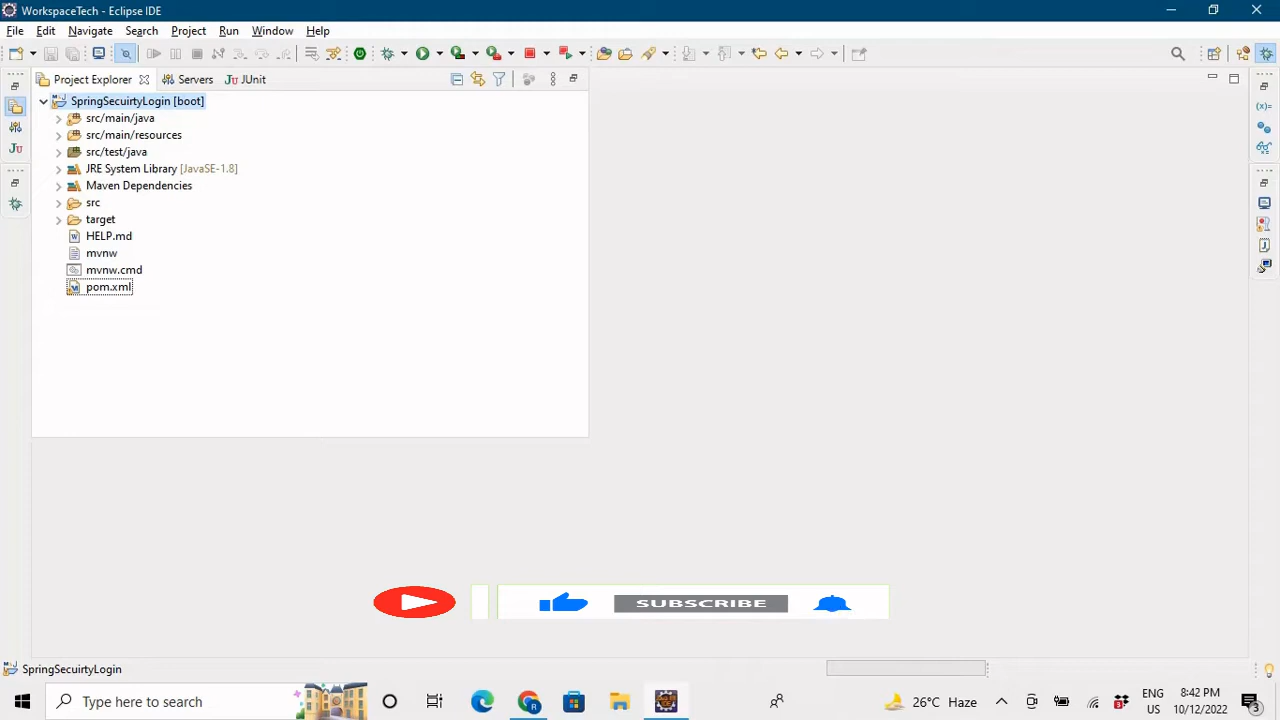 WorkspaceTech - Eclipse IDE
File Edit Navigate Search Project Run Window Help
Project Explorer Servers JU JUnit
SpringSecuirtyLogin [boot]
src/main/java
src/main/resources
src/test/java
JRE System Library [JavaSE-1.8]
Maven Dependencies
src
target
HELP.md
mvnw
mvnw.cmd
pom.xml
SUBSCRIBE
SpringSecuirtyLogin
Type here to search
26°C Haze
ENG
US
8:42 PM
10/12/2022
3